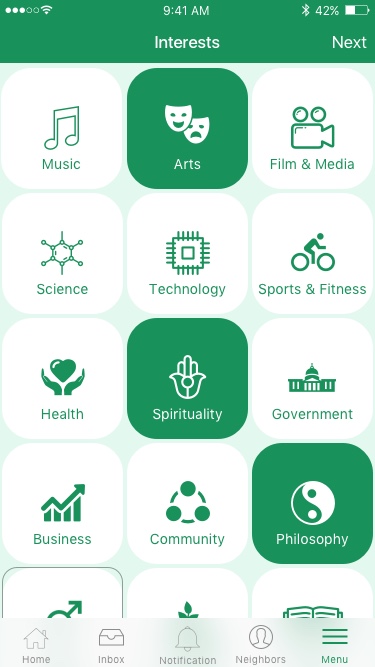 9:41 AM 42%
Interests Next
Music Arts Film & Media
Science Technology Sports & Fitness
Health Spirituality Government
Business Community Philosophy
Home Inbox Notification Neighbors Menu